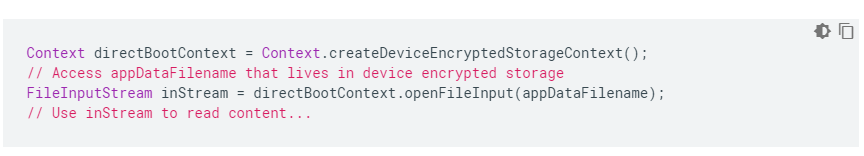 Context directBootContext = Context.createDeviceEncryptedStorageContext();
// Access appDataFilename that lives in device encrypted storage
FileInputStream inStream = directBootContext.openFileInput(appDataFilename);
// Use inStream to read content...